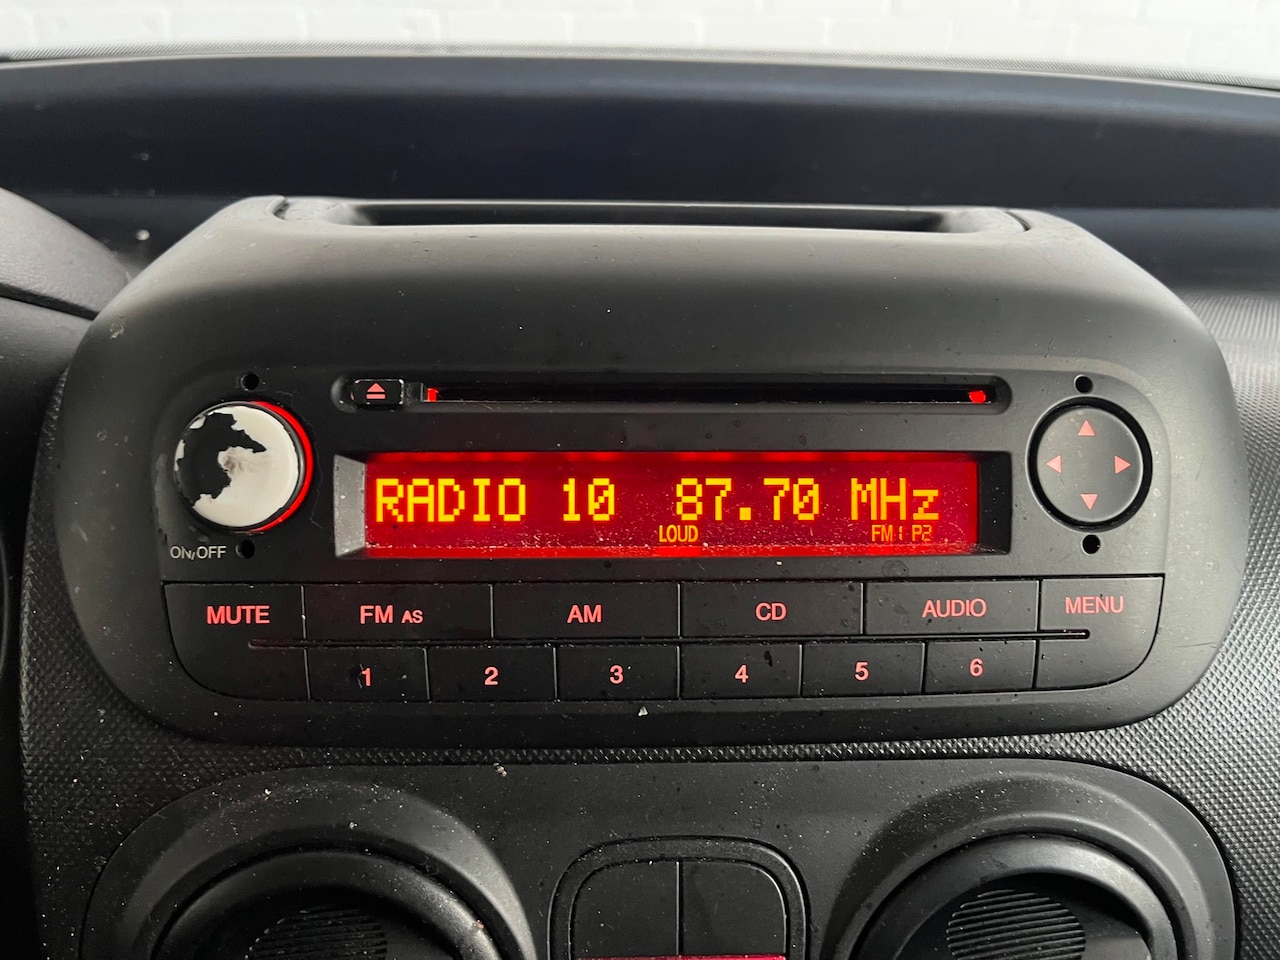 RADIO 10 87.70 MHz
LOUD FM1 P2
ON/OFF
MUTE FM AS AM CD AUDIO MENU
1 2 3 4 5 6